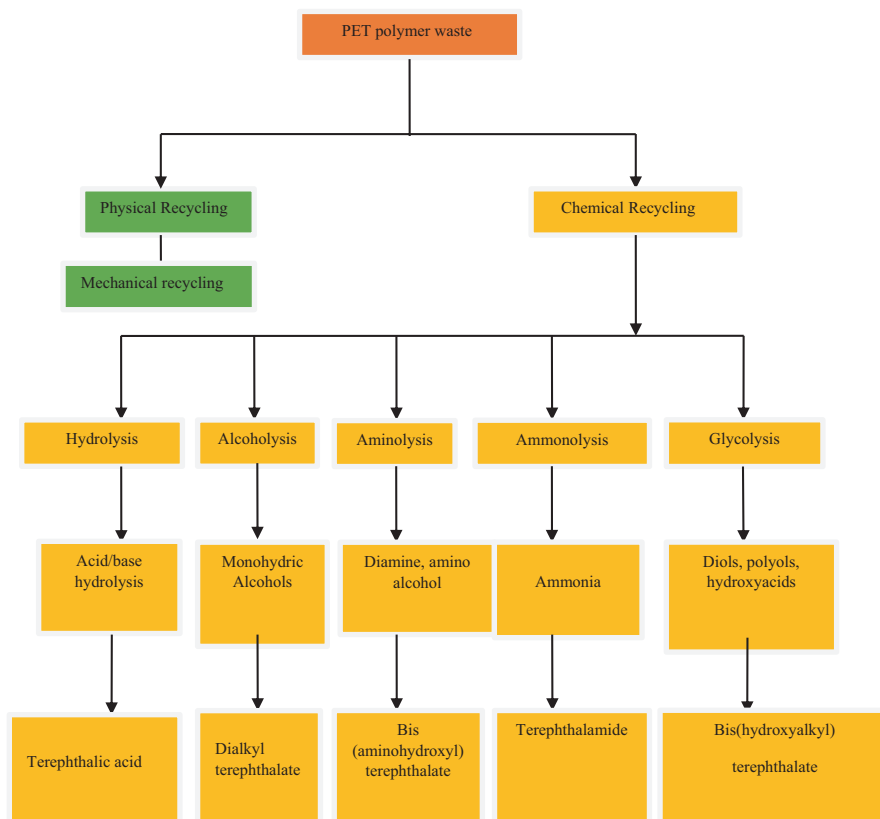 PET polymer waste
Physical Recycling
Chemical Recycling
Mechanical recycling
Hydrolysis
Alcoholysis
Aminolysis
Ammonolysis
Glycolysis
Acid/base
hydrolysis
Monohydric
Alcohols
Diamine, amino
alcohol
Ammonia
Diols, polyols,
hydroxyacids
Terephthalic acid
Dialkyl
terephthalate
Bis
(aminohydroxyl)
terephthalate
Terephthalamide
Bis(hydroxyalkyl)
terephthalate